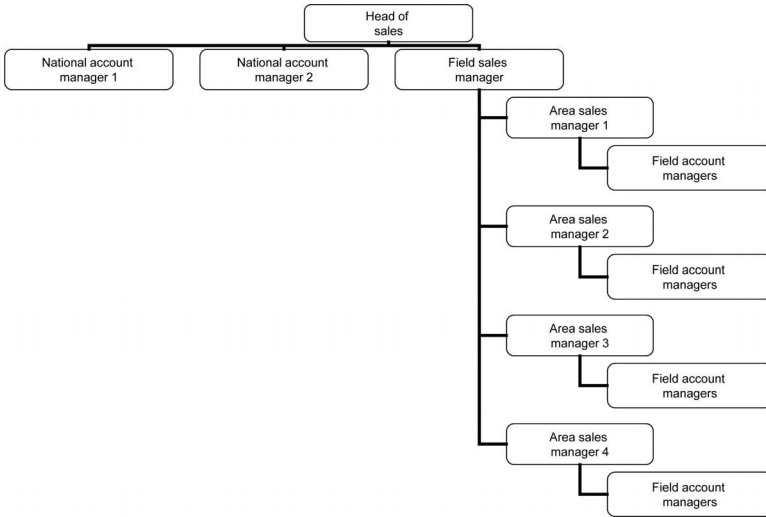 Head of
sales
National account
manager 1
National account
manager 2
Field sales
manager
Area sales
manager 1
Field account
managers
Area sales
manager 2
Field account
managers
Area sales
manager 3
Field account
managers
Area sales
manager 4
Field account
managers